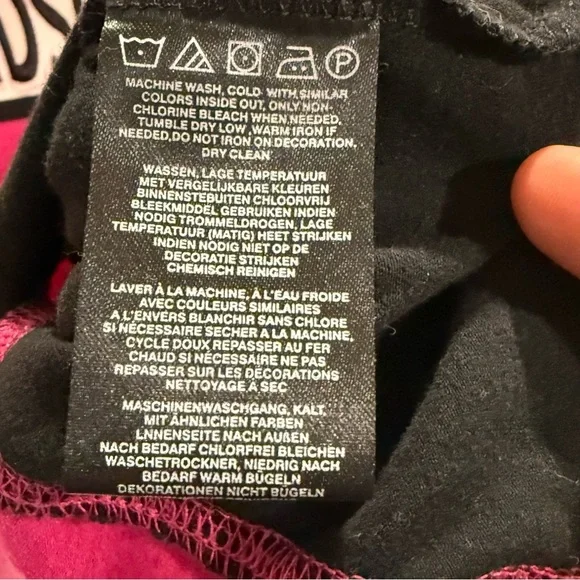 DS
P
MACHINE WASH, COLD WITH SIMILAR
COLORS INSIDE OUT, ONLY NON-
CHLORINE BLEACH WHEN NEEDED,
TUMBLE DRY LOW, WARM IRON IF
NEEDED,DO NOT IRON ON DECORATION.
DRY CLEAN
WASSEN, LAGE TEMPERATUUR
MET VERGELIJKBARE KLEUREN
BINNENSTEBUITEN CHLOORVRIJ
BLEEKMIDDEL GEBRUIKEN INDIEN
NODIG TROMMELDROGEN, LAGE
TEMPERATUUR (MATIG) HEET STRIJKEN
INDIEN NODIG NIET OP DE
DECORATIE STRIJKEN
CHEMISCH REINIGEN
LAVER À LA MACHINE, À L'EAU FROIDE
AVEC COULEURS SIMILAIRES
A L'ENVERS BLANCHIR SANS CHLORE
SI NÉCESSAIRE SECHER A LA MACHINE,
CYCLE DOUX REPASSER AU FER
CHAUD SI NÉCESSAIRE NE PAS
REPASSER SUR LES DÉCORATIONS
NETTOYAGE À SEC
MASCHINENWASCHGANG, KALT,
MIT ÄHNLICHEN FARBEN
LNNENSEITE NACH AUßEN
NACH BEDARF CHLORFREI BLEICHEN
WASCHETROCKNER, NIEDRIG NACH
BEDARF WARM BÜGELN
DEKORATIONEN NICHT BÜGELN